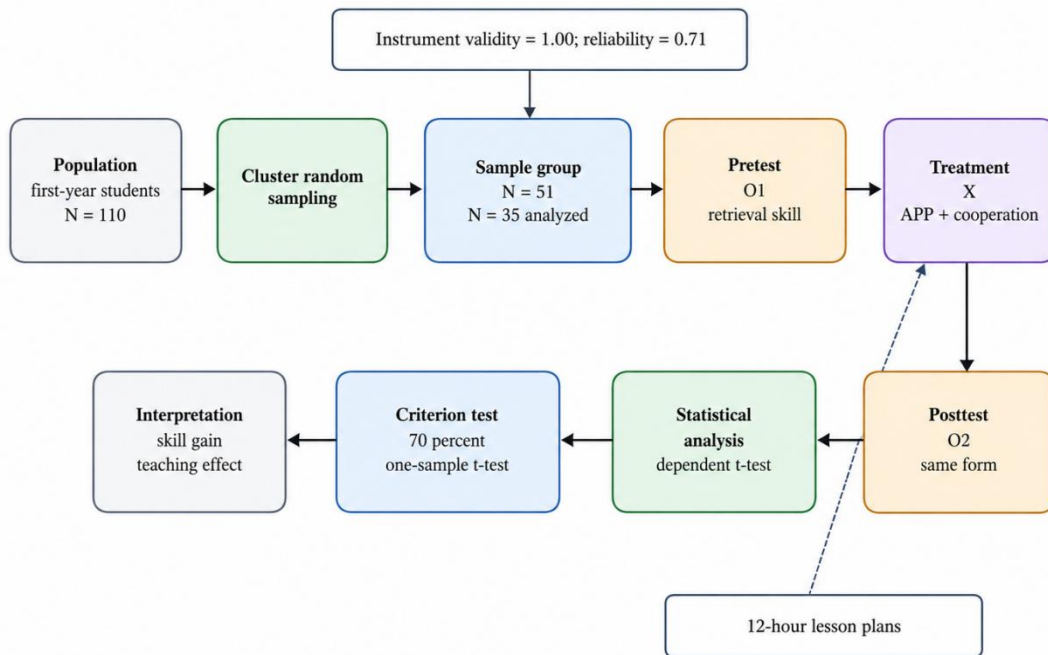 Instrument validity = 1.00; reliability = 0.71
Population
first-year students
N = 110
Cluster random
sampling
Sample group
N = 51
N = 35 analyzed
Pretest
O1
retrieval skill
Treatment
X
APP + cooperation
Interpretation
skill gain
teaching effect
Criterion test
70 percent
one-sample t-test
Statistical
analysis
dependent t-test
Posttest
O2
same form
12-hour lesson plans